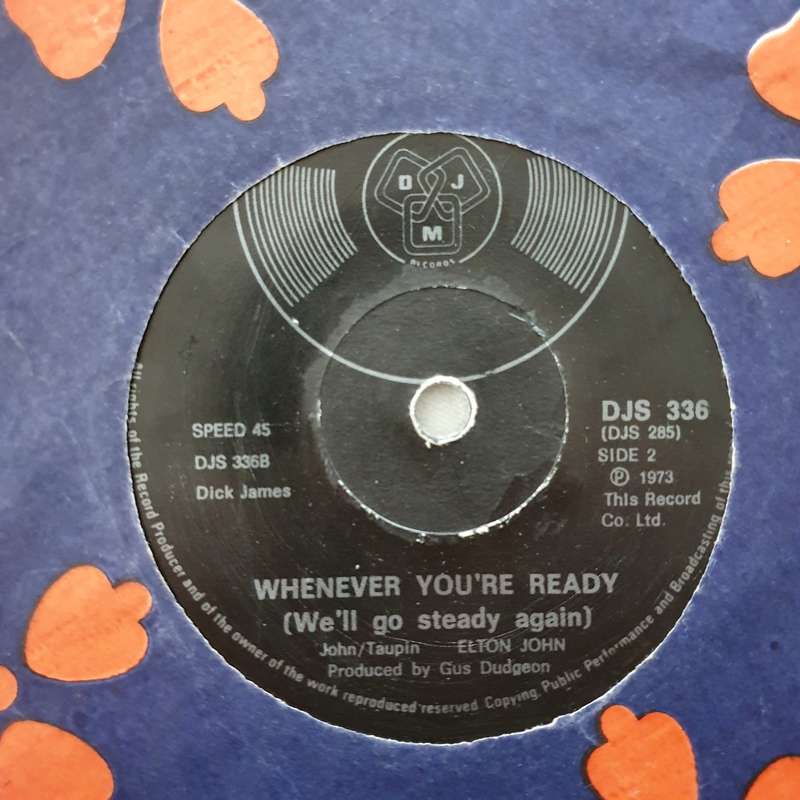 D J
M
RECORDS
SPEED 45
DJS 336B
Dick James
DJS 336
(DJS 285)
SIDE 2
Ⓟ 1973
This Record
Co. Ltd.
WHENEVER YOU'RE READY
(We'll go steady again)
John/Taupin ELTON JOHN
Produced by Gus Dudgeon
All rights of the Record Producer and of the owner of the work reproduced reserved Copying, Public Performance and Broadcasting of this